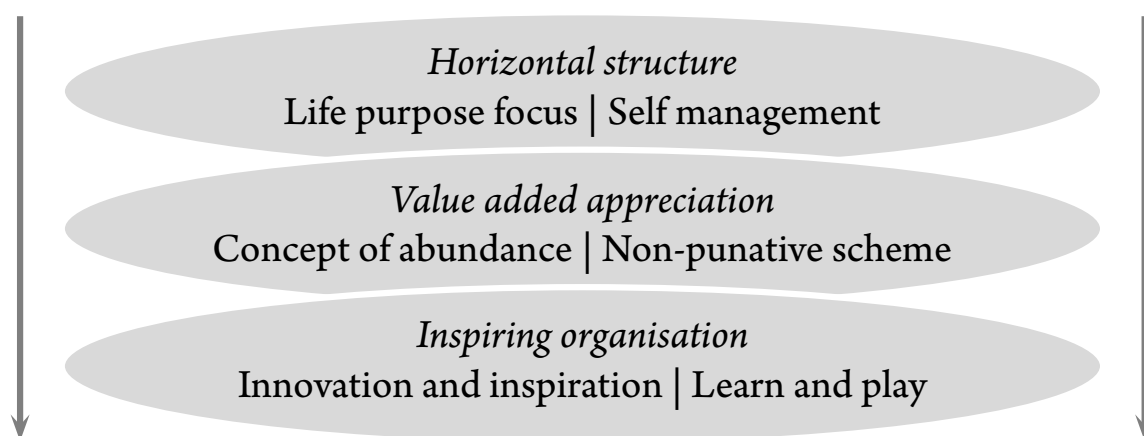 Horizontal structure
Life purpose focus | Self management
Value added appreciation
Concept of abundance | Non-punative scheme
Inspiring organisation
Innovation and inspiration | Learn and play